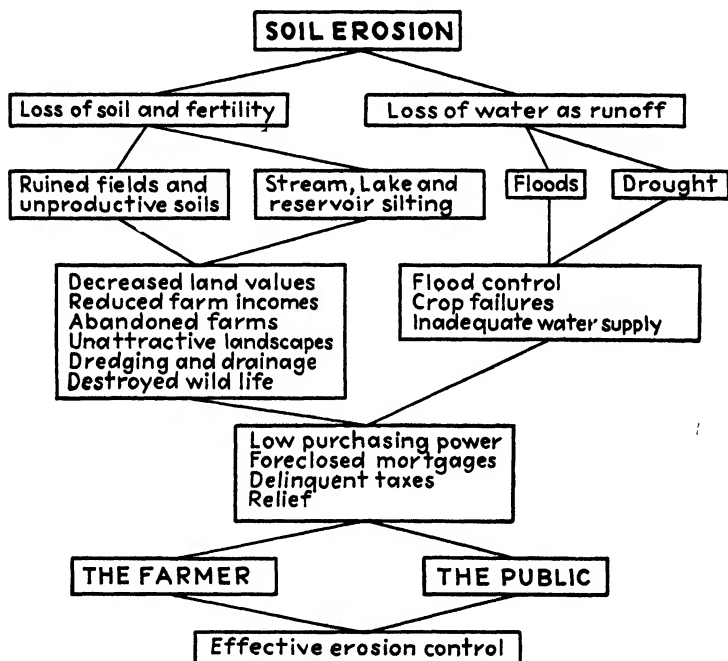 SOIL EROSION
Loss of soil and fertility
Loss of water as runoff
Ruined fields and
unproductive soils
Stream, Lake and
reservoir silting
Floods
Drought
Decreased land values
Reduced farm incomes
Abandoned farms
Unattractive landscapes
Dredging and drainage
Destroyed wild life
Flood control
Crop failures
Inadequate water supply
Low purchasing power
Foreclosed mortgages
Delinquent taxes
Relief
THE FARMER
THE PUBLIC
Effective erosion control